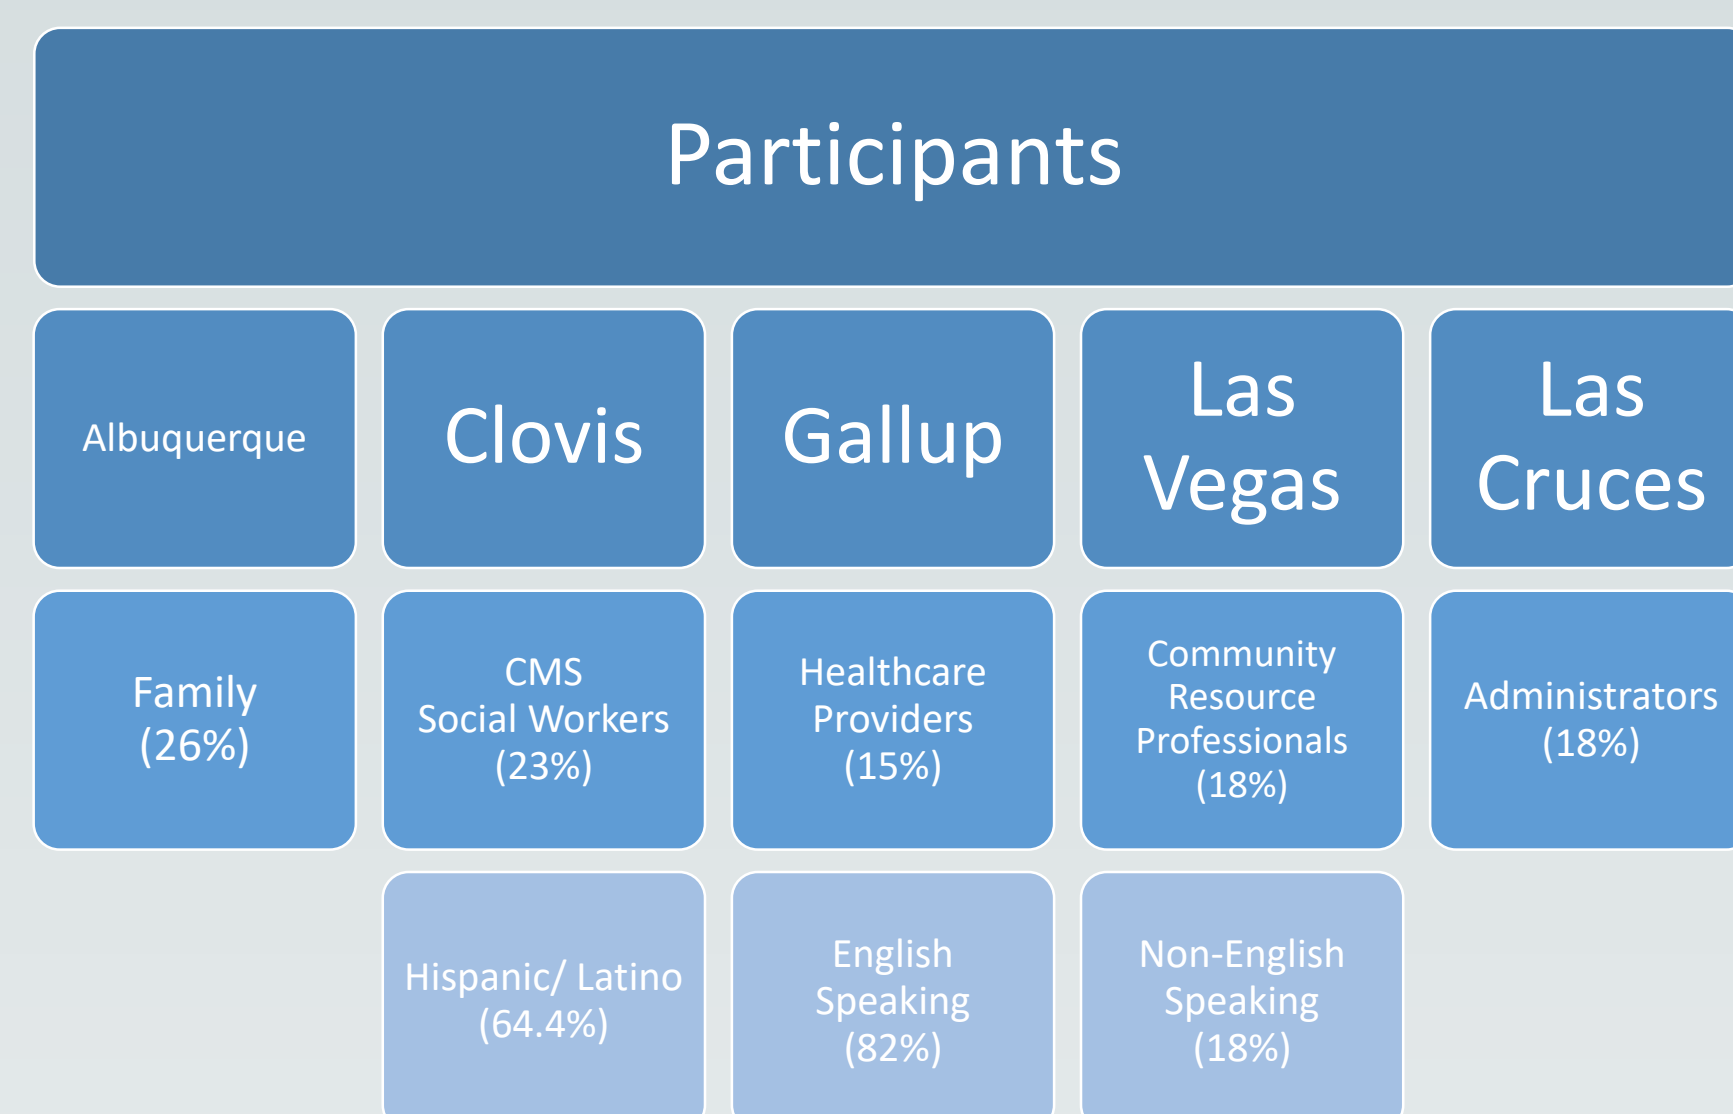 Participants
Albuquerque
Clovis
Gallup
Las
Vegas
Las
Cruces
Family
(26%)
CMS
Social Workers
(23%)
Healthcare
Providers
(15%)
Community
Resource
Professionals
(18%)
Administrators
(18%)
Hispanic/ Latino
(64.4%)
English
Speaking
(82%)
Non-English
Speaking
(18%)